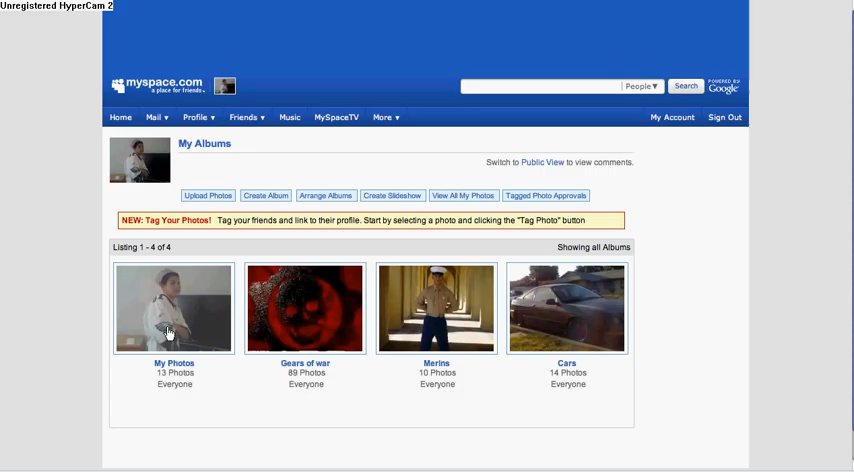 Unregistered HyperCam 2
myspace.com
a place for friends.
People▼
Search
POWERED BY
Google
Home Mail ▼ Profile ▼ Friends ▼ Music MySpaceTV More ▼ My Account Sign Out
My Albums
Switch to Public View to view comments.
Upload Photos Create Album Arrange Albums Create Slideshow View All My Photos Tagged Photo Approvals
NEW: Tag Your Photos! Tag your friends and link to their profile. Start by selecting a photo and clicking the "Tag Photo" button
Listing 1 - 4 of 4 Showing all Albums
My Photos Gears of war Merins Cars
13 Photos 89 Photos 10 Photos 14 Photos
Everyone Everyone Everyone Everyone